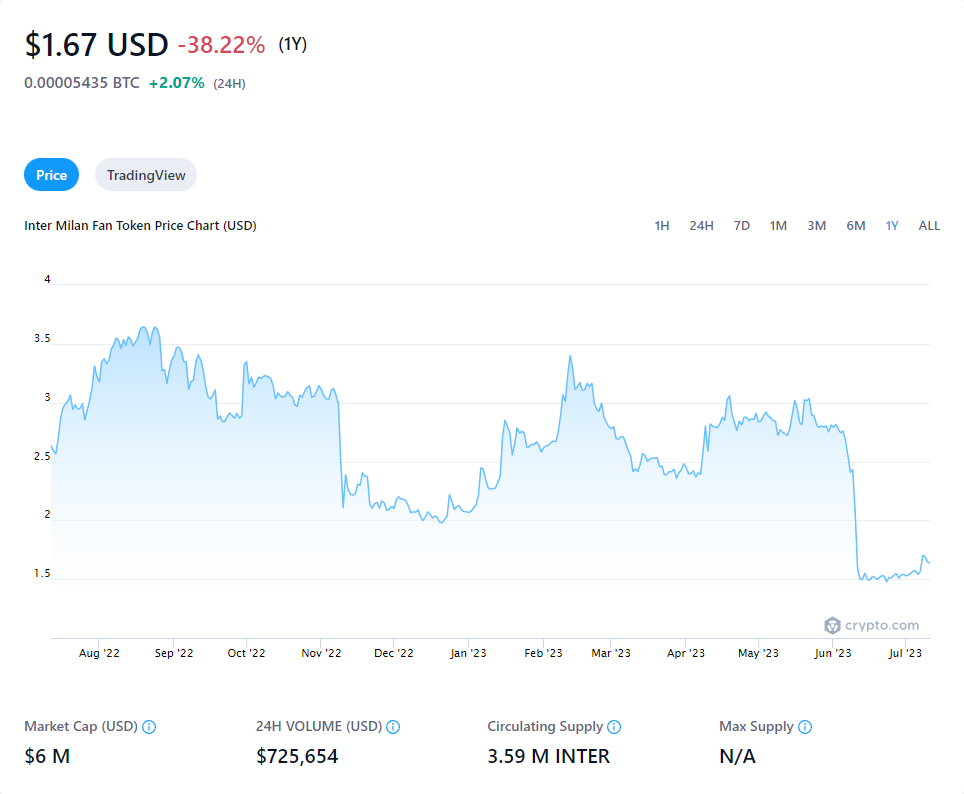 $1.67 USD -38.22% (1Y)
0.00005435 BTC +2.07% (24H)
Price TradingView
Inter Milan Fan Token Price Chart (USD) 1H 24H 7D 1M 3M 6M 1Y ALL
4
3.5
3
2.5
2
1.5
crypto.com
Aug '22 Sep '22 Oct '22 Nov '22 Dec '22 Jan '23 Feb '23 Mar '23 Apr '23 May '23 Jun '23 Jul '23
Market Cap (USD) 24H VOLUME (USD) Circulating Supply Max Supply
$6 M $725,654 3.59 M INTER N/A